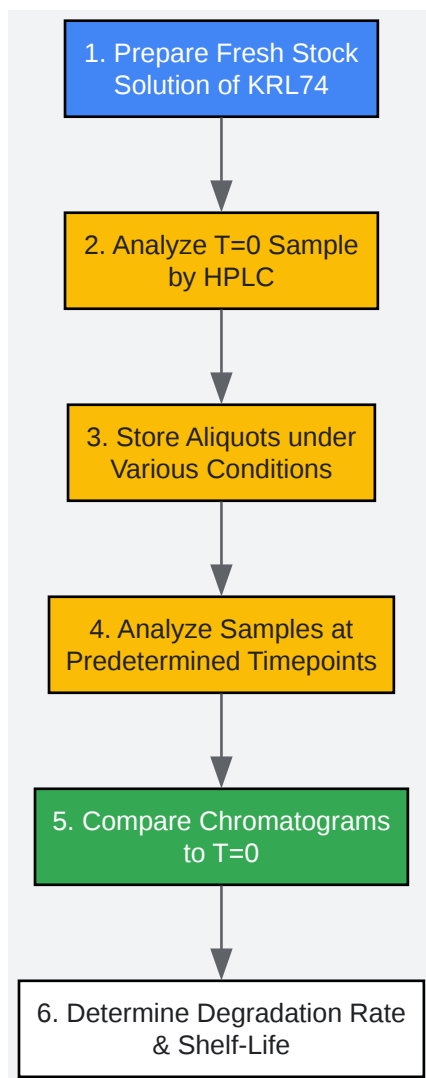 1. Prepare Fresh Stock
Solution of KRL74
2. Analyze T=0 Sample
by HPLC
3. Store Aliquots under
Various Conditions
4. Analyze Samples at
Predetermined Timepoints
5. Compare Chromatograms
to T=0
6. Determine Degradation Rate
& Shelf-Life